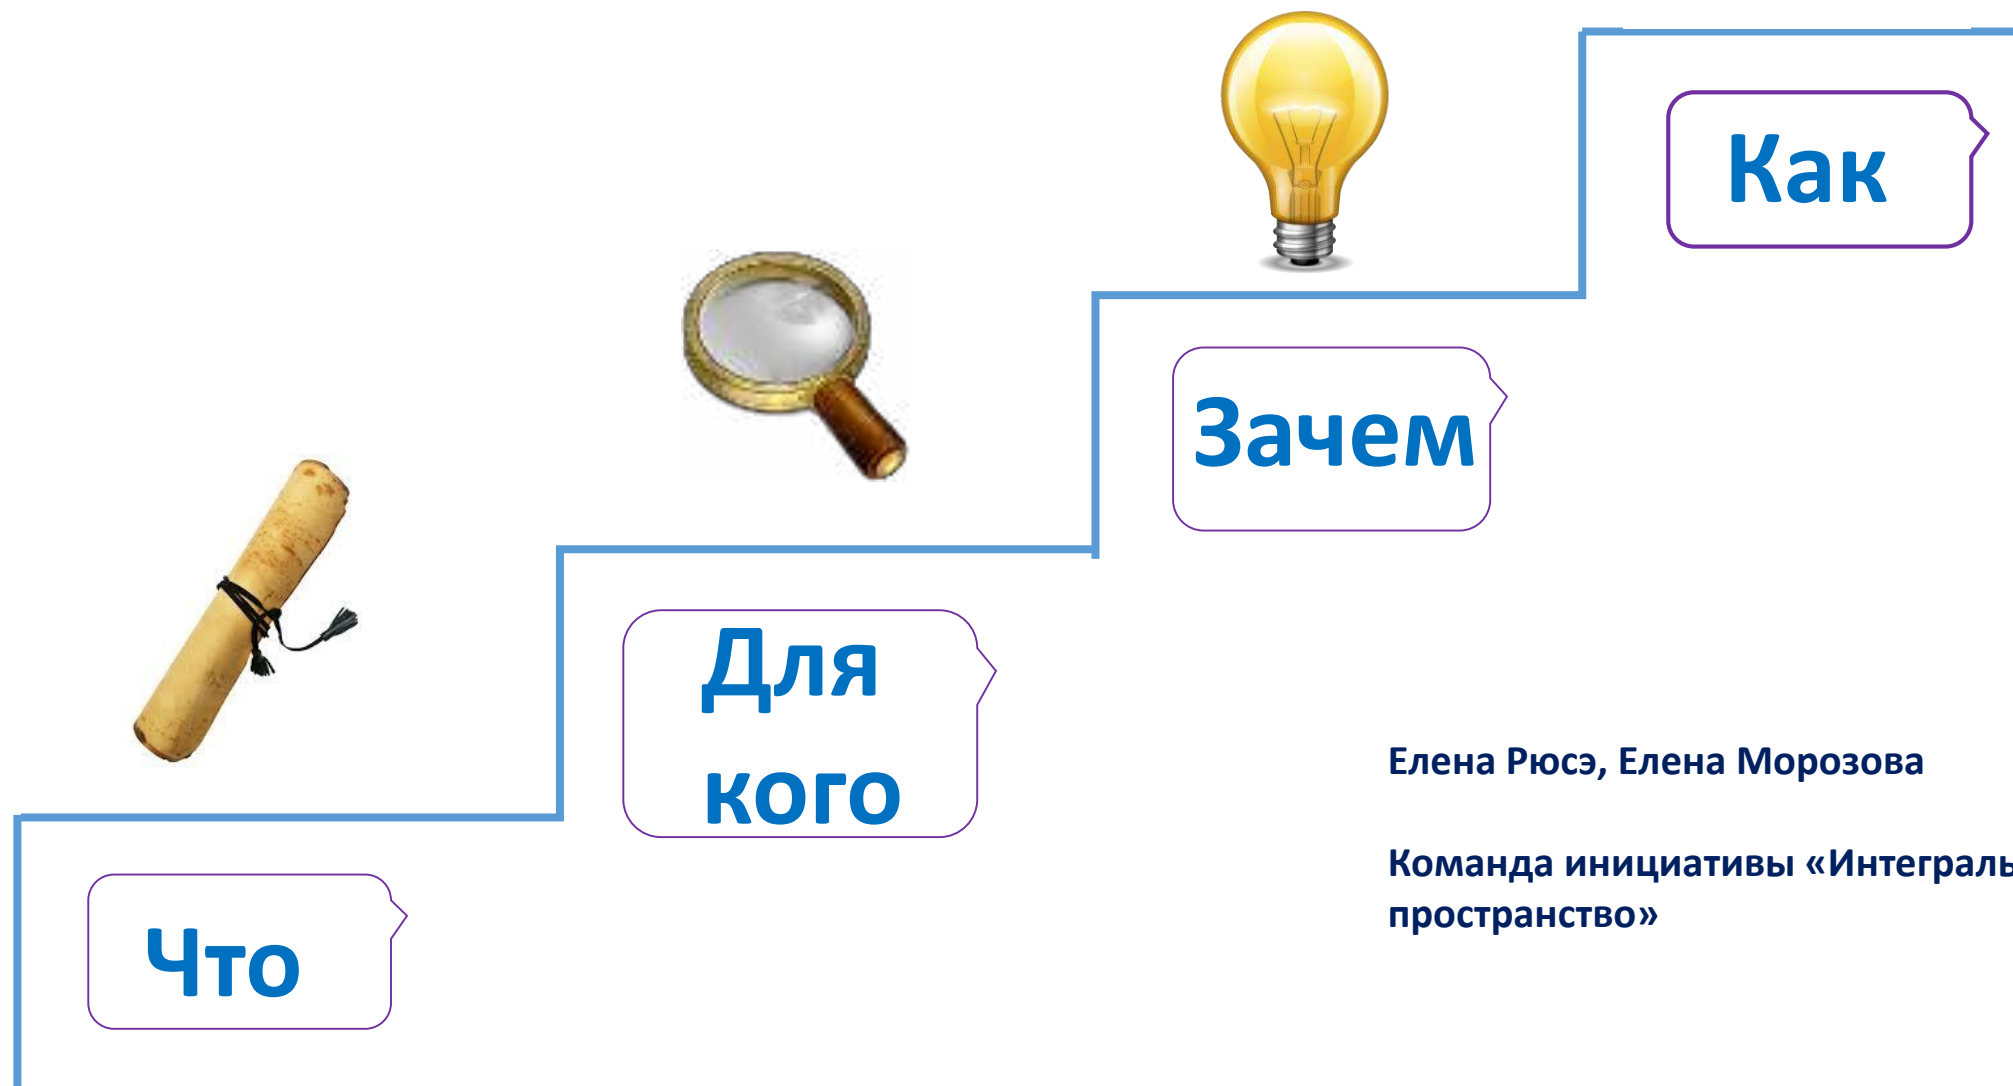 Как
Зачем
Для
кого
Что
Елена Рюсэ, Елена Морозова
Команда инициативы «Интеграль
пространство»